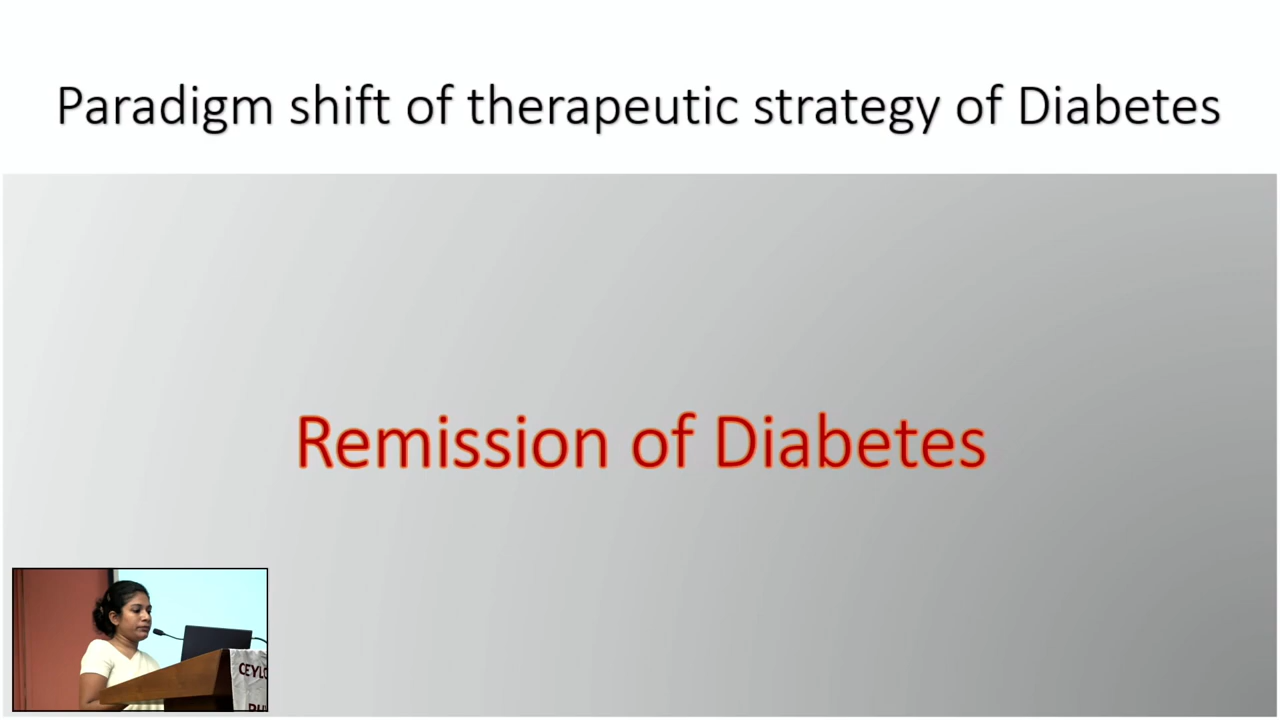 Paradigm shift of therapeutic strategy of Diabetes
Remission of Diabetes